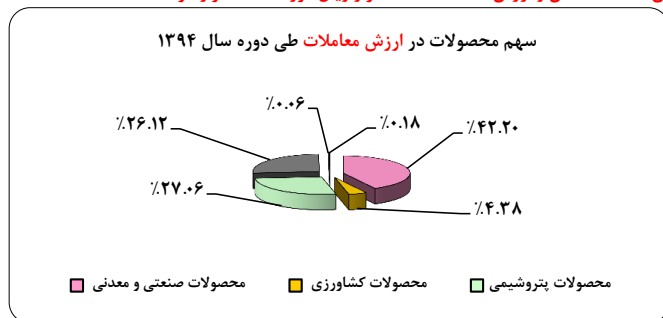 سهم محصولات در ارزش معاملات طی دوره سال ۱۳۹۴
٪۰.۰۶
٪۲۶.۱۲
٪۰.۱۸
٪۴۲.۲۰
٪۲۷.۰۶
٪۴.۳۸
محصولات پتروشیمی
محصولات کشاورزی
محصولات صنعتی و معدنی